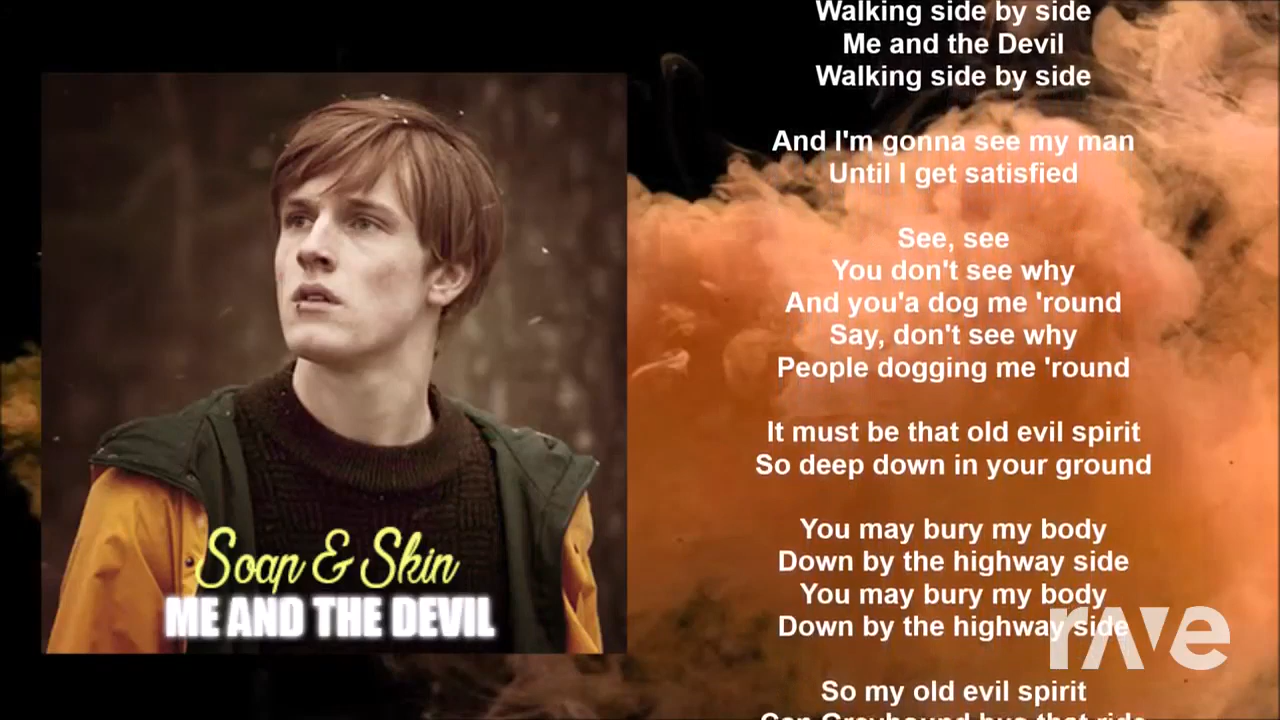 Walking side by side
Me and the Devil
Walking side by side
And I'm gonna see my man
Until I get satisfied
See, see
You don't see why
And you'a dog me 'round
Say, don't see why
People dogging me 'round
It must be that old evil spirit
So deep down in your ground
You may bury my body
Down by the highway side
You may bury my body
Down by the highway side
So my old evil spirit
Soap & Skin
ME AND THE DEVIL
rave